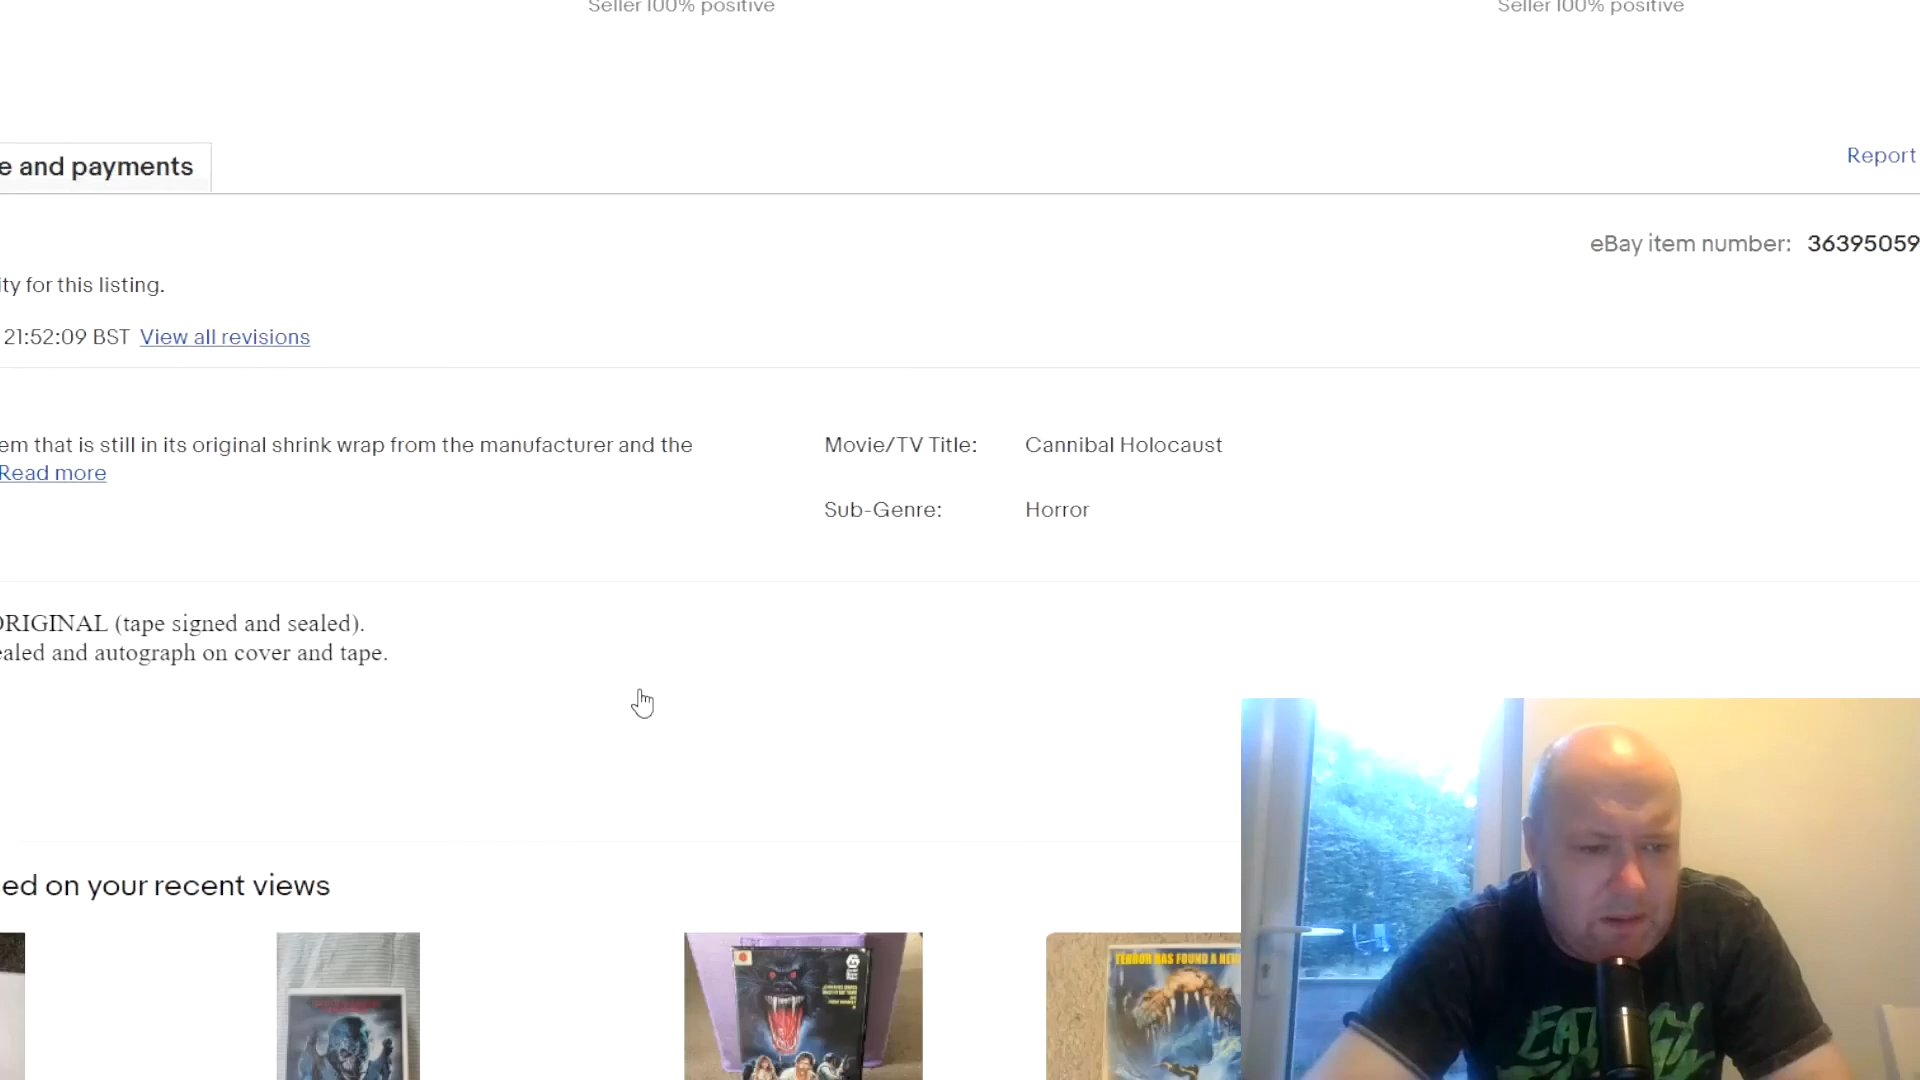 Seller 100% positive
Seller 100% positive
e and payments
Report
eBay item number: 36395059
ity for this listing.
21:52:09 BST View all revisions
em that is still in its original shrink wrap from the manufacturer and the
Read more
Movie/TV Title: Cannibal Holocaust
Sub-Genre: Horror
ORIGINAL (tape signed and sealed).
ealed and autograph on cover and tape.
ed on your recent views
TERROR HAS FOUND A NEW